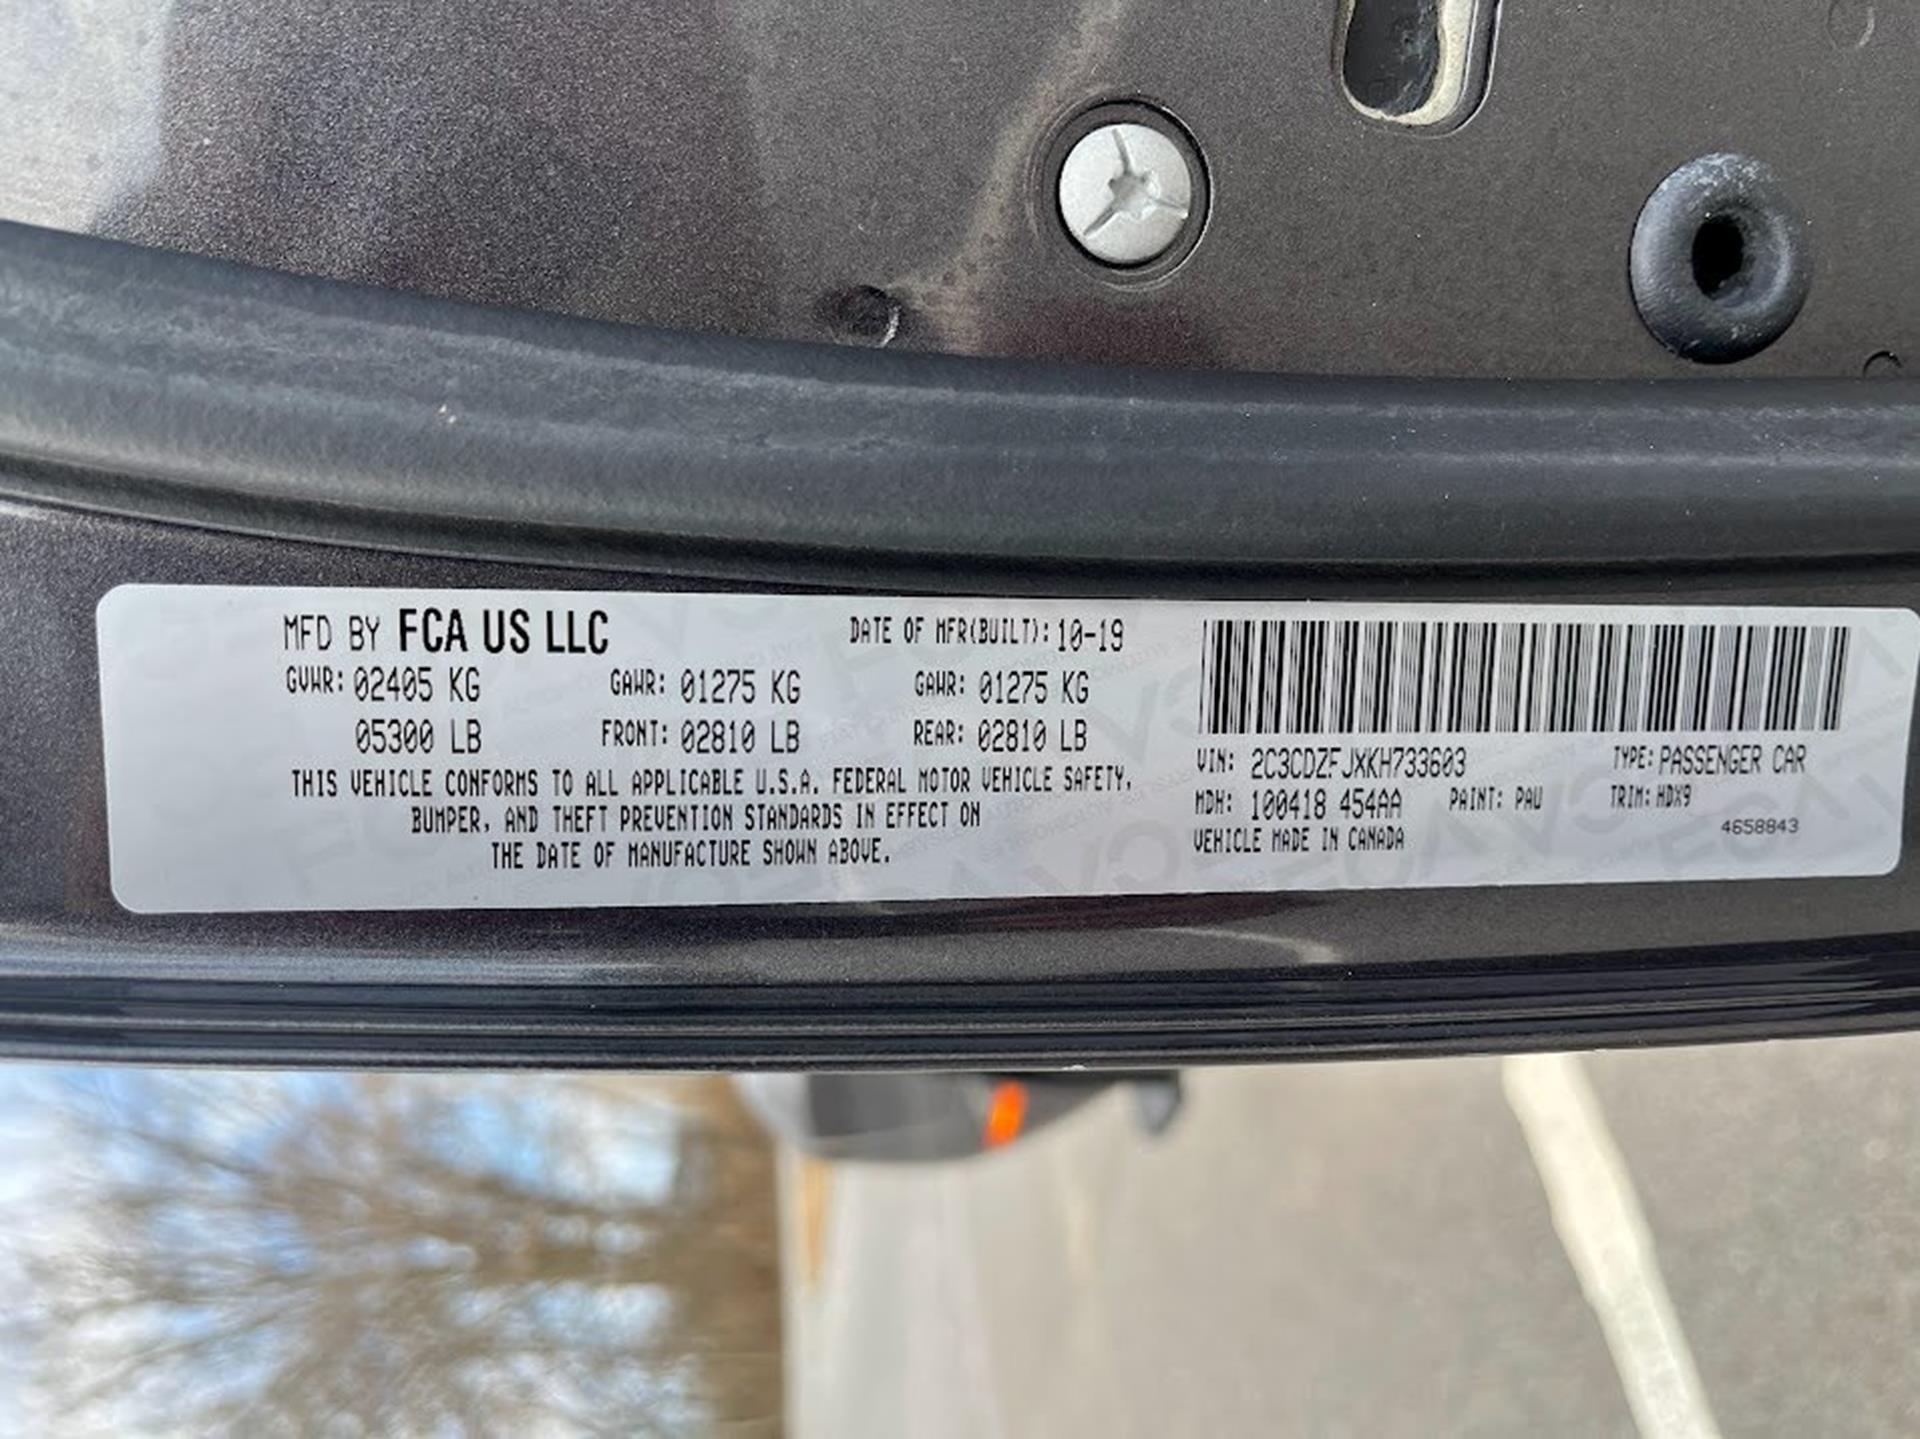 MFD BY FCA US LLC DATE OF MFR(BUILT): 10-19
GVWR: 02405 KG GAWR: 01275 KG GAWR: 01275 KG
05300 LB FRONT: 02810 LB REAR: 02810 LB
THIS VEHICLE CONFORMS TO ALL APPLICABLE U.S.A. FEDERAL MOTOR VEHICLE SAFETY,
BUMPER, AND THEFT PREVENTION STANDARDS IN EFFECT ON
THE DATE OF MANUFACTURE SHOWN ABOVE.
VIN: 2C3CDZFJXKH733603 TYPE: PASSENGER CAR
MDH: 100418 454AA PAINT: PAU TRIM: HDX9
VEHICLE MADE IN CANADA 4658843